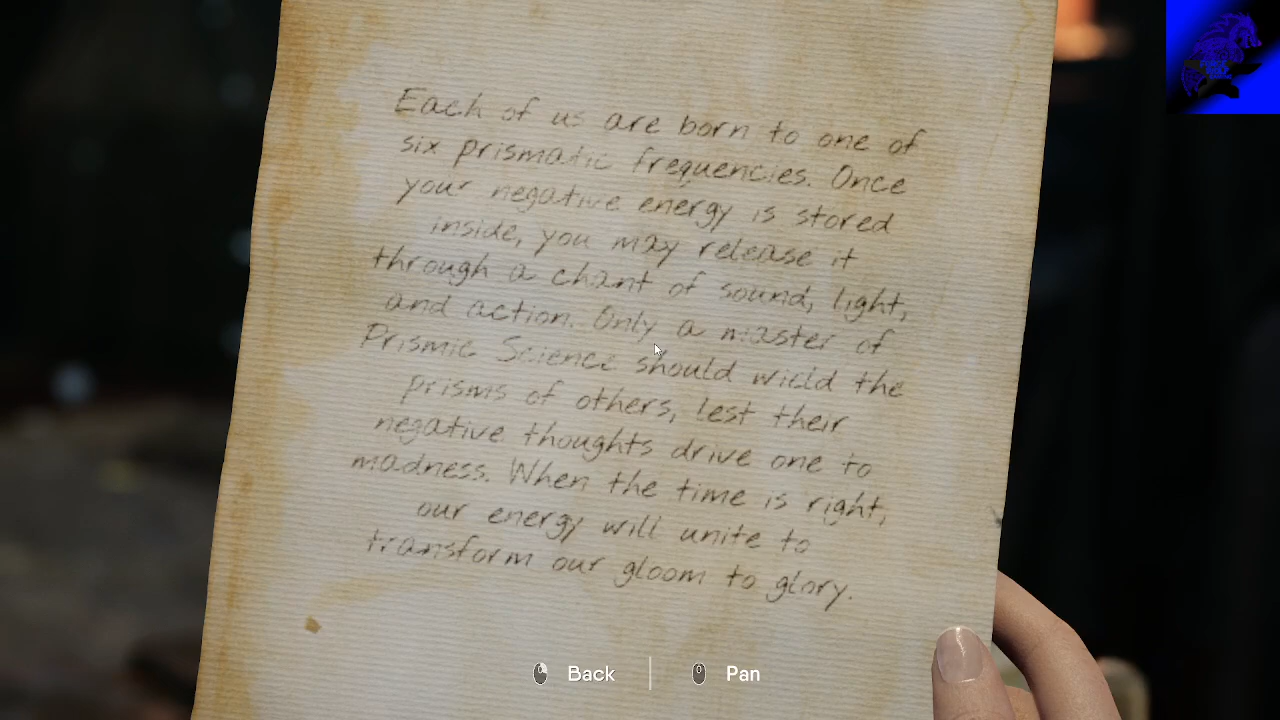 Each of us are born to one of
six prismatic frequencies. Once
your negative energy is stored
inside, you may release it
through a chant of sound, light,
and action. Only a master of
Prismic Science should wield the
prisms of others, lest their
negative thoughts drive one to
madness. When the time is right,
our energy will unite to
transform our gloom to glory.
Back
Pan